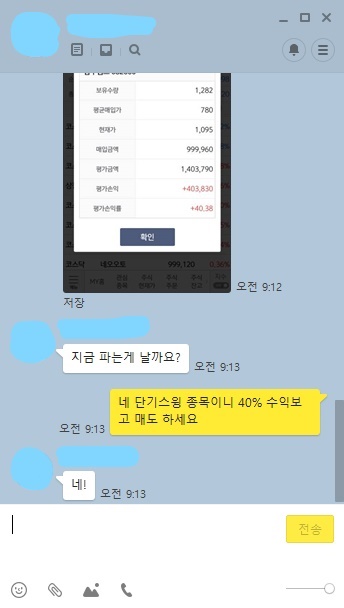 보유수량 1,282
평균매입가 780
현재가 1,095
매입금액 999,960
평가금액 1,403,790
평가손익 +403,830
평가손익률 +40.38
확인
코스닥 네오오토 999,120
오전 9:12
저장
지금 파는게 날까요?
오전 9:13
네 단기스윙 종목이니 40% 수익보
고 매도 하세요
오전 9:13
네!
오전 9:13
전송